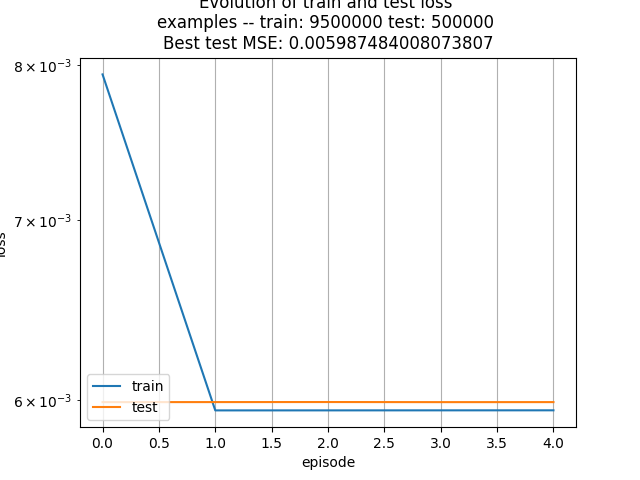 Evolution of train and test loss
examples -- train: 9500000 test: 500000
Best test MSE: 0.005987484008073807
8 × 10⁻³
7 × 10⁻³
6 × 10⁻³
loss
train
test
0.0 0.5 1.0 1.5 2.0 2.5 3.0 3.5 4.0
episode